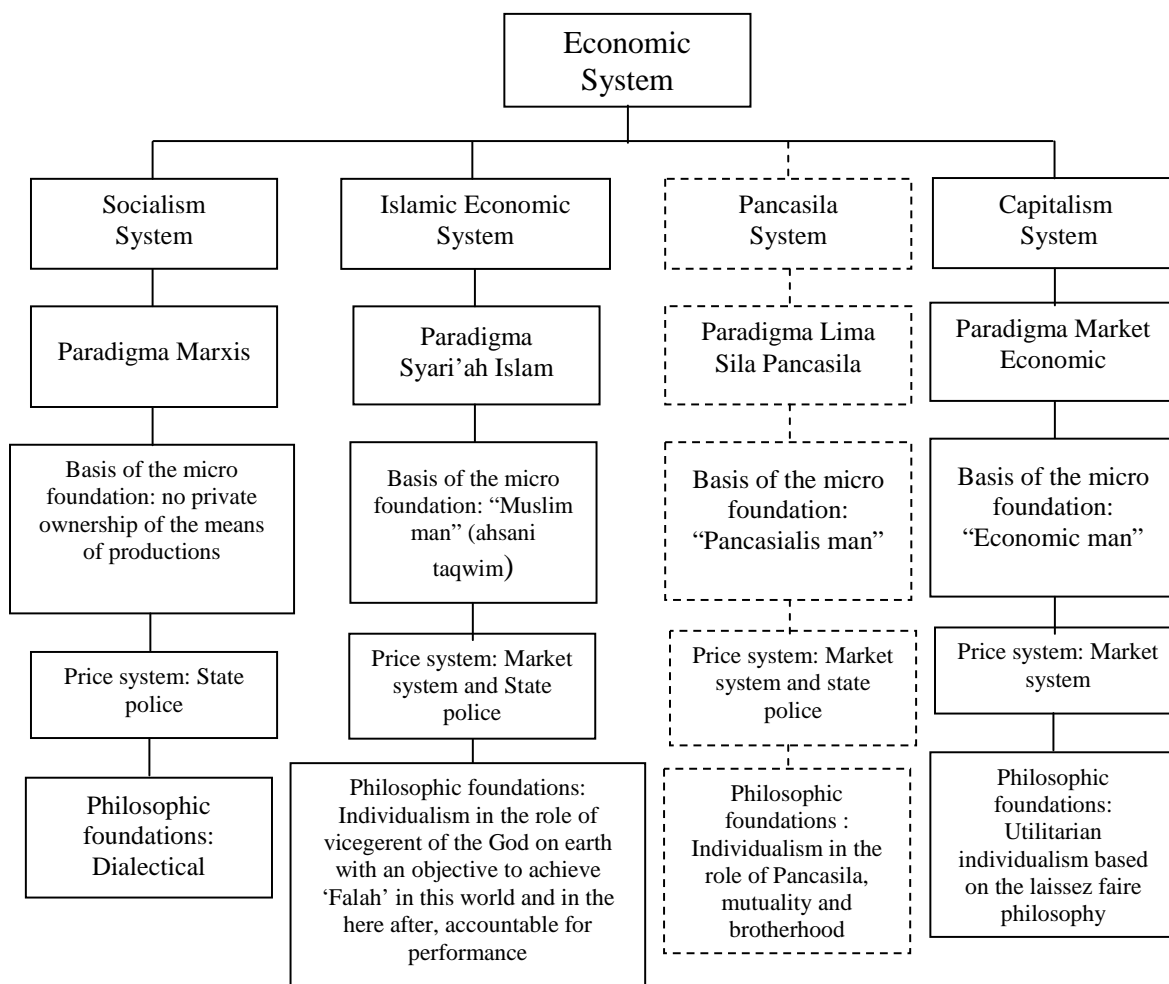 Economic
System
Socialism
System
Islamic Economic
System
Pancasila
System
Capitalism
System
Paradigma Marxis
Paradigma
Syari’ah Islam
Paradigma Lima
Sila Pancasila
Paradigma Market
Economic
Basis of the micro
foundation: no private
ownership of the means
of productions
Basis of the micro
foundation: “Muslim
man” (ahsani
taqwim)
Basis of the micro
foundation:
“Pancasialis man”
Basis of the micro
foundation:
“Economic man”
Price system: State
police
Price system: Market
system and State
police
Price system: Market
system and state
police
Price system: Market
system
Philosophic
foundations:
Dialectical
Philosophic foundations:
Individualism in the role of
vicegerent of the God on earth
with an objective to achieve
‘Falah’ in this world and in the
here after, accountable for
performance
Philosophic
foundations :
Individualism in the
role of Pancasila,
mutuality and
brotherhood
Philosophic
foundations:
Utilitarian
individualism based
on the laissez faire
philosophy